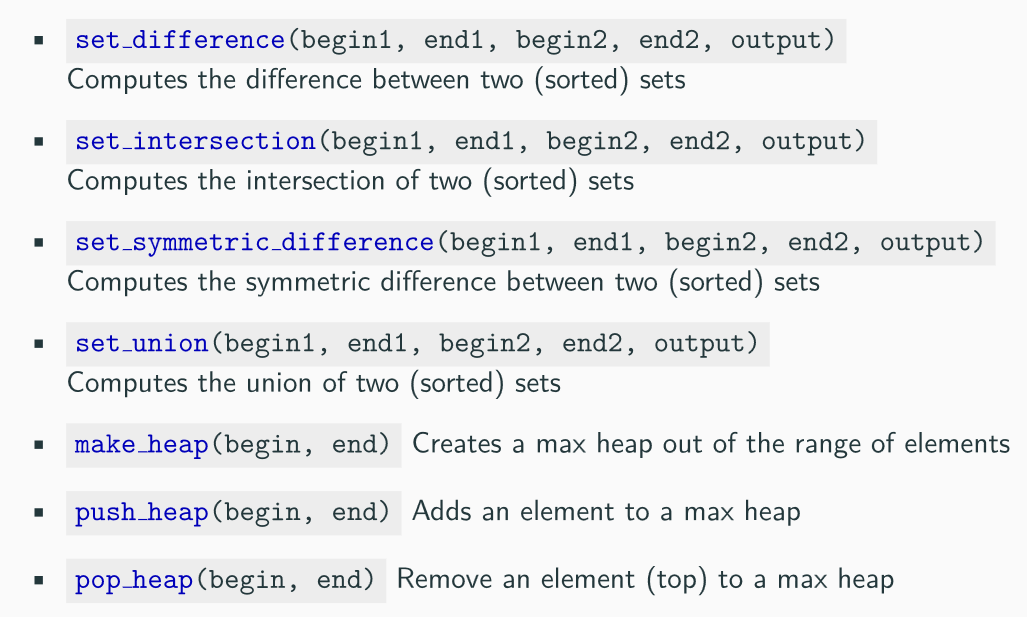 ▪ set_difference(begin1, end1, begin2, end2, output)
Computes the difference between two (sorted) sets
▪ set_intersection(begin1, end1, begin2, end2, output)
Computes the intersection of two (sorted) sets
▪ set_symmetric_difference(begin1, end1, begin2, end2, output)
Computes the symmetric difference between two (sorted) sets
▪ set_union(begin1, end1, begin2, end2, output)
Computes the union of two (sorted) sets
▪ make_heap(begin, end) Creates a max heap out of the range of elements
▪ push_heap(begin, end) Adds an element to a max heap
▪ pop_heap(begin, end) Remove an element (top) to a max heap